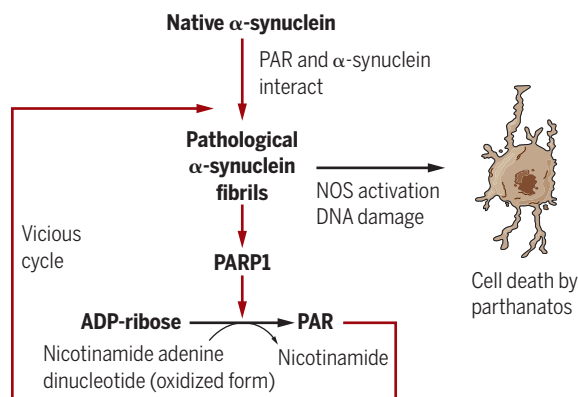 Native α-synuclein
PAR and α-synuclein
interact
Pathological
α-synuclein
fibrils
NOS activation
DNA damage
Vicious
cycle
PARP1
Cell death by
parthanatos
ADP-ribose
PAR
Nicotinamide adenine
dinucleotide (oxidized form)
Nicotinamide